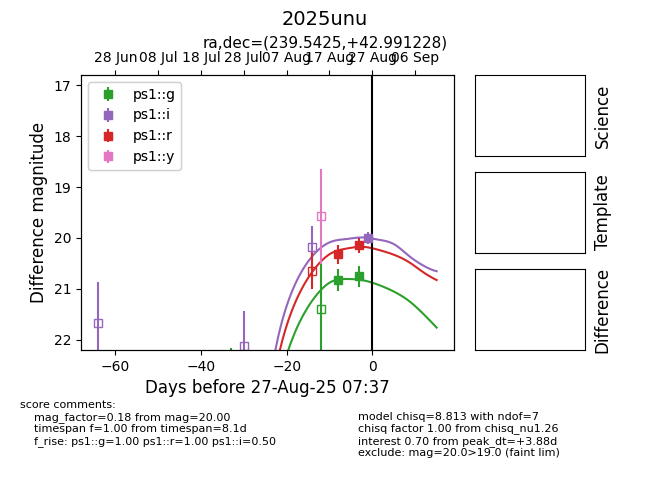 2025unu
ra,dec=(239.5425,+42.991228)
28 Jun 08 Jul 18 Jul 28 Jul 07 Aug 17 Aug 27 Aug 06 Sep
ps1::g
ps1::i
ps1::r
ps1::y
Difference magnitude
17
18
19
20
21
22
−60 −40 −20 0
Days before 27-Aug-25 07:37
Science
Template
Difference
score comments:
mag_factor=0.18 from mag=20.00
timespan f=1.00 from timespan=8.1d
f_rise: ps1::g=1.00 ps1::r=1.00 ps1::i=0.50
model chisq=8.813 with ndof=7
chisq factor 1.00 from chisq_nu1.26
interest 0.70 from peak_dt=+3.88d
exclude: mag=20.0>19.0 (faint lim)